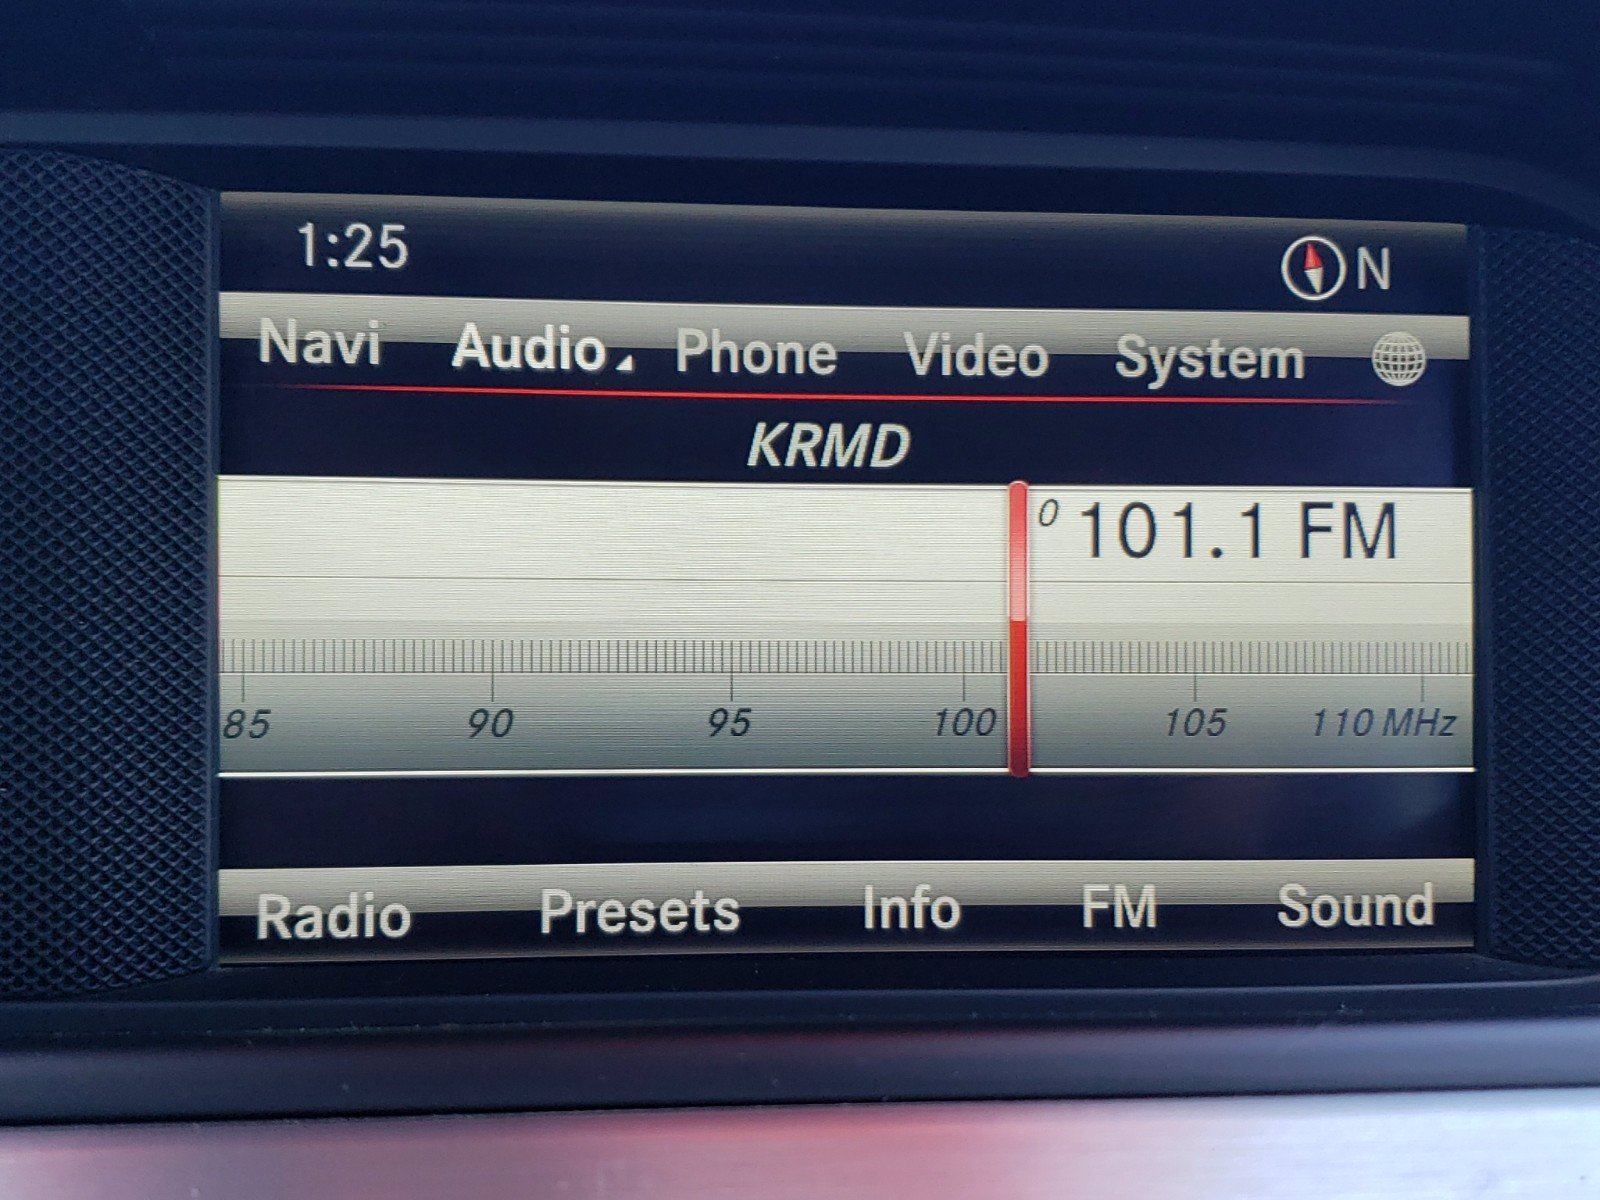 1:25 N
Navi Audio Phone Video System
KRMD
0 101.1 FM
85 90 95 100 105 110 MHz
Radio Presets Info FM Sound